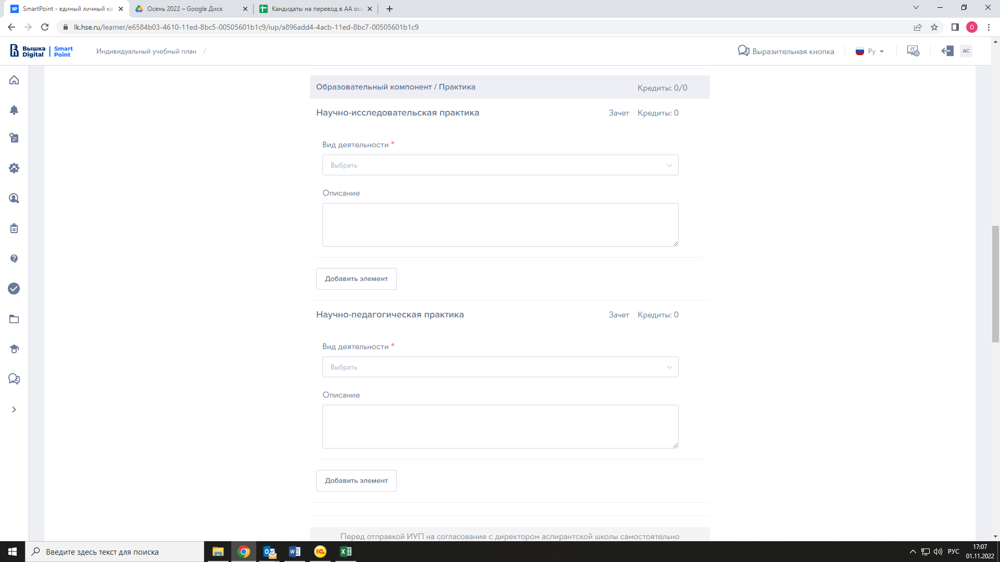 SmartPoint - единый личный ка
Осень 2022 – Google Диск
Кандидаты на перевод в АА осе
lk.hse.ru/learner/e6584b03-4610-11ed-8bc5-00505601b1c9/iup/a896add4-4acb-11ed-8bc7-00505601b1c9
О
Вышка Digital | Smart Point
Индивидуальный учебный план /
Выразительная кнопка
Ру
IT
АС
Образовательный компонент / Практика Кредиты: 0/0
Научно-исследовательская практика Зачет Кредиты: 0
Вид деятельности *
Выбрать
Описание
Добавить элемент
Научно-педагогическая практика Зачет Кредиты: 0
Вид деятельности *
Выбрать
Описание
Добавить элемент
Перед отправкой ИУП на согласование с директором аспирантской школы самостоятельно
Введите здесь текст для поиска
РУС
17:07
01.11.2022